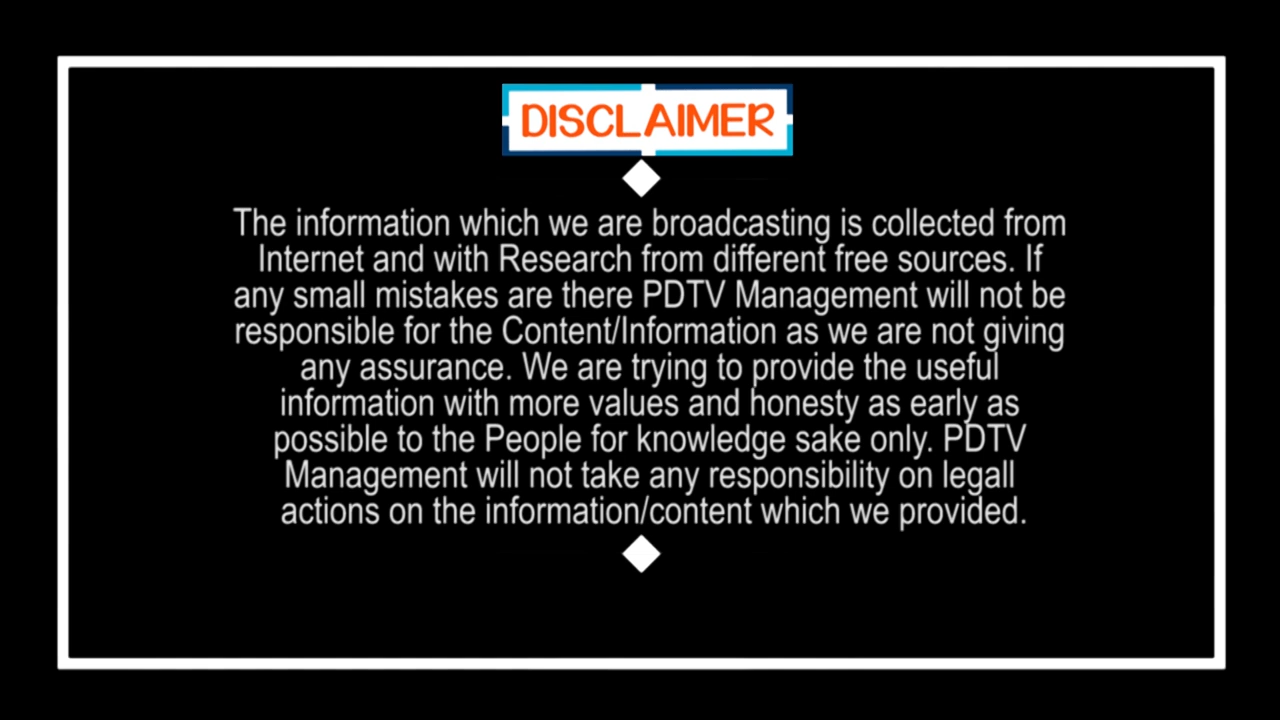 DISCLAIMER
The information which we are broadcasting is collected from
Internet and with Research from different free sources. If
any small mistakes are there PDTV Management will not be
responsible for the Content/Information as we are not giving
any assurance. We are trying to provide the useful
information with more values and honesty as early as
possible to the People for knowledge sake only. PDTV
Management will not take any responsibility on legall
actions on the information/content which we provided.